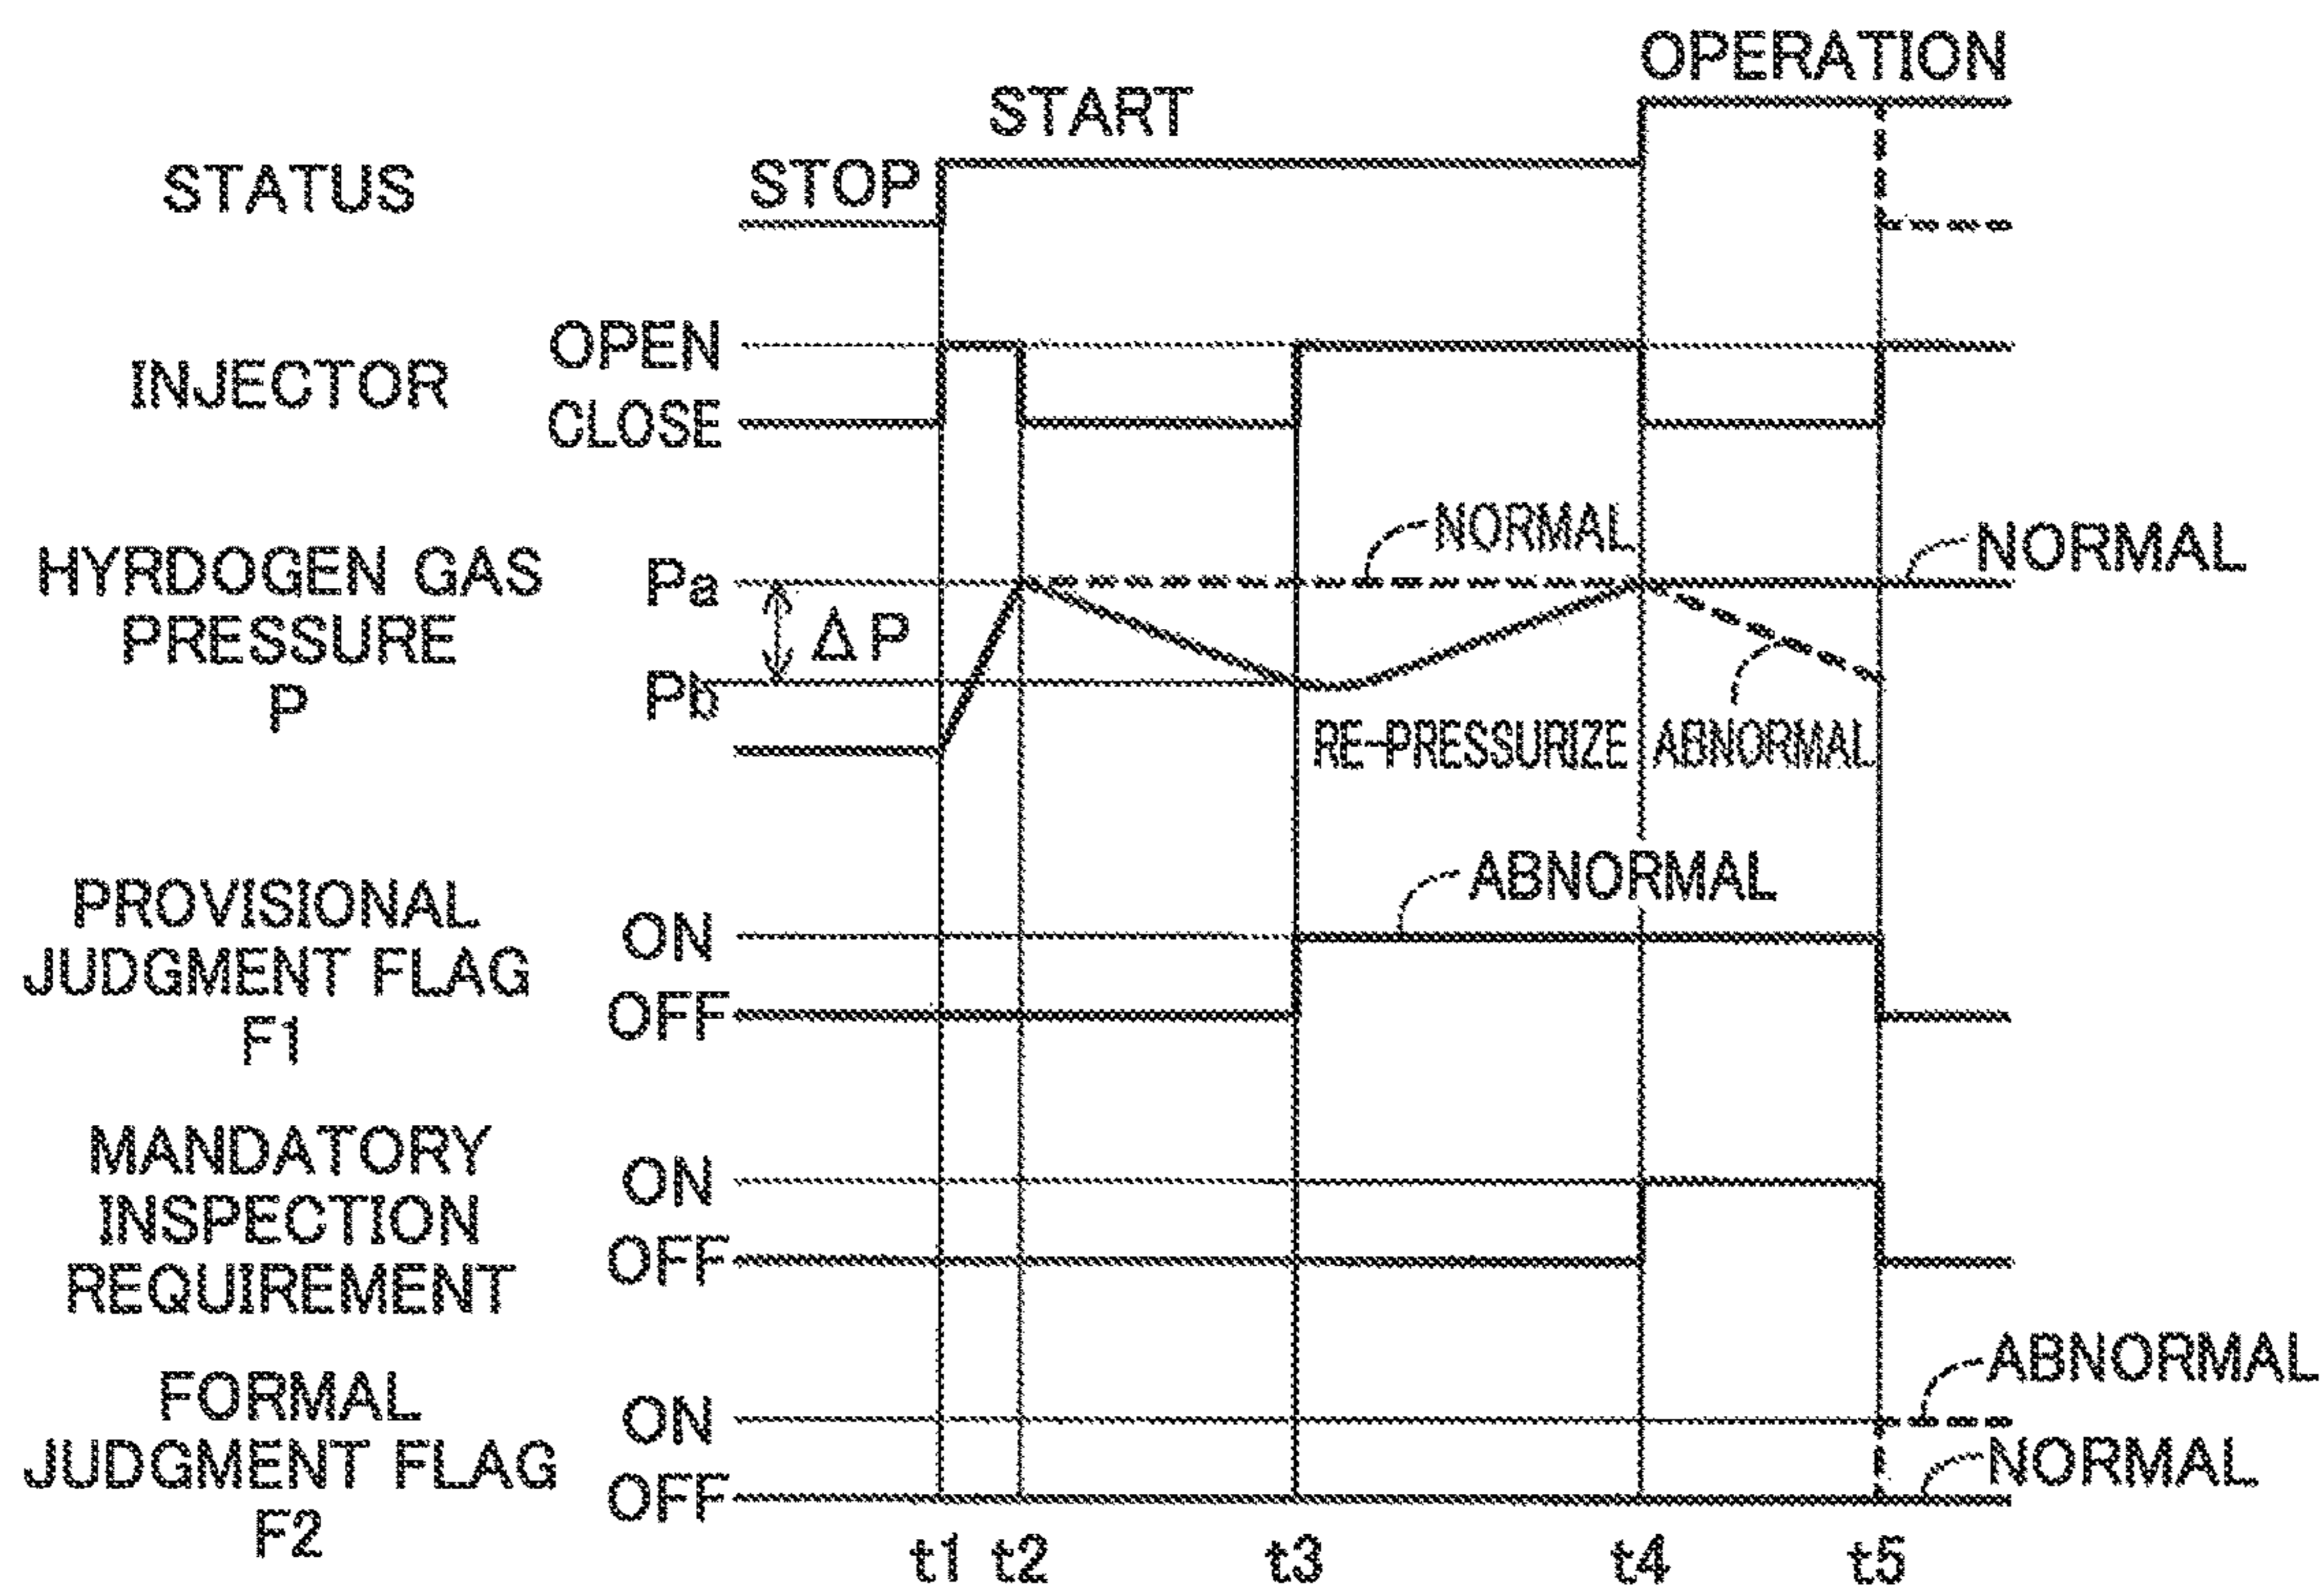 OPERATION
START
STATUS
STOP
INJECTOR
OPEN
CLOSE
HYRDOGEN GAS
PRESSURE
P
Pa
ΔP
Pb
NORMAL
NORMAL
RE-PRESSURIZE
ABNORMAL
PROVISIONAL
JUDGMENT FLAG
F1
ON
OFF
ABNORMAL
MANDATORY
INSPECTION
REQUIREMENT
ON
OFF
FORMAL
JUDGMENT FLAG
F2
ON
OFF
ABNORMAL
NORMAL
t1 t2 t3 t4 t5